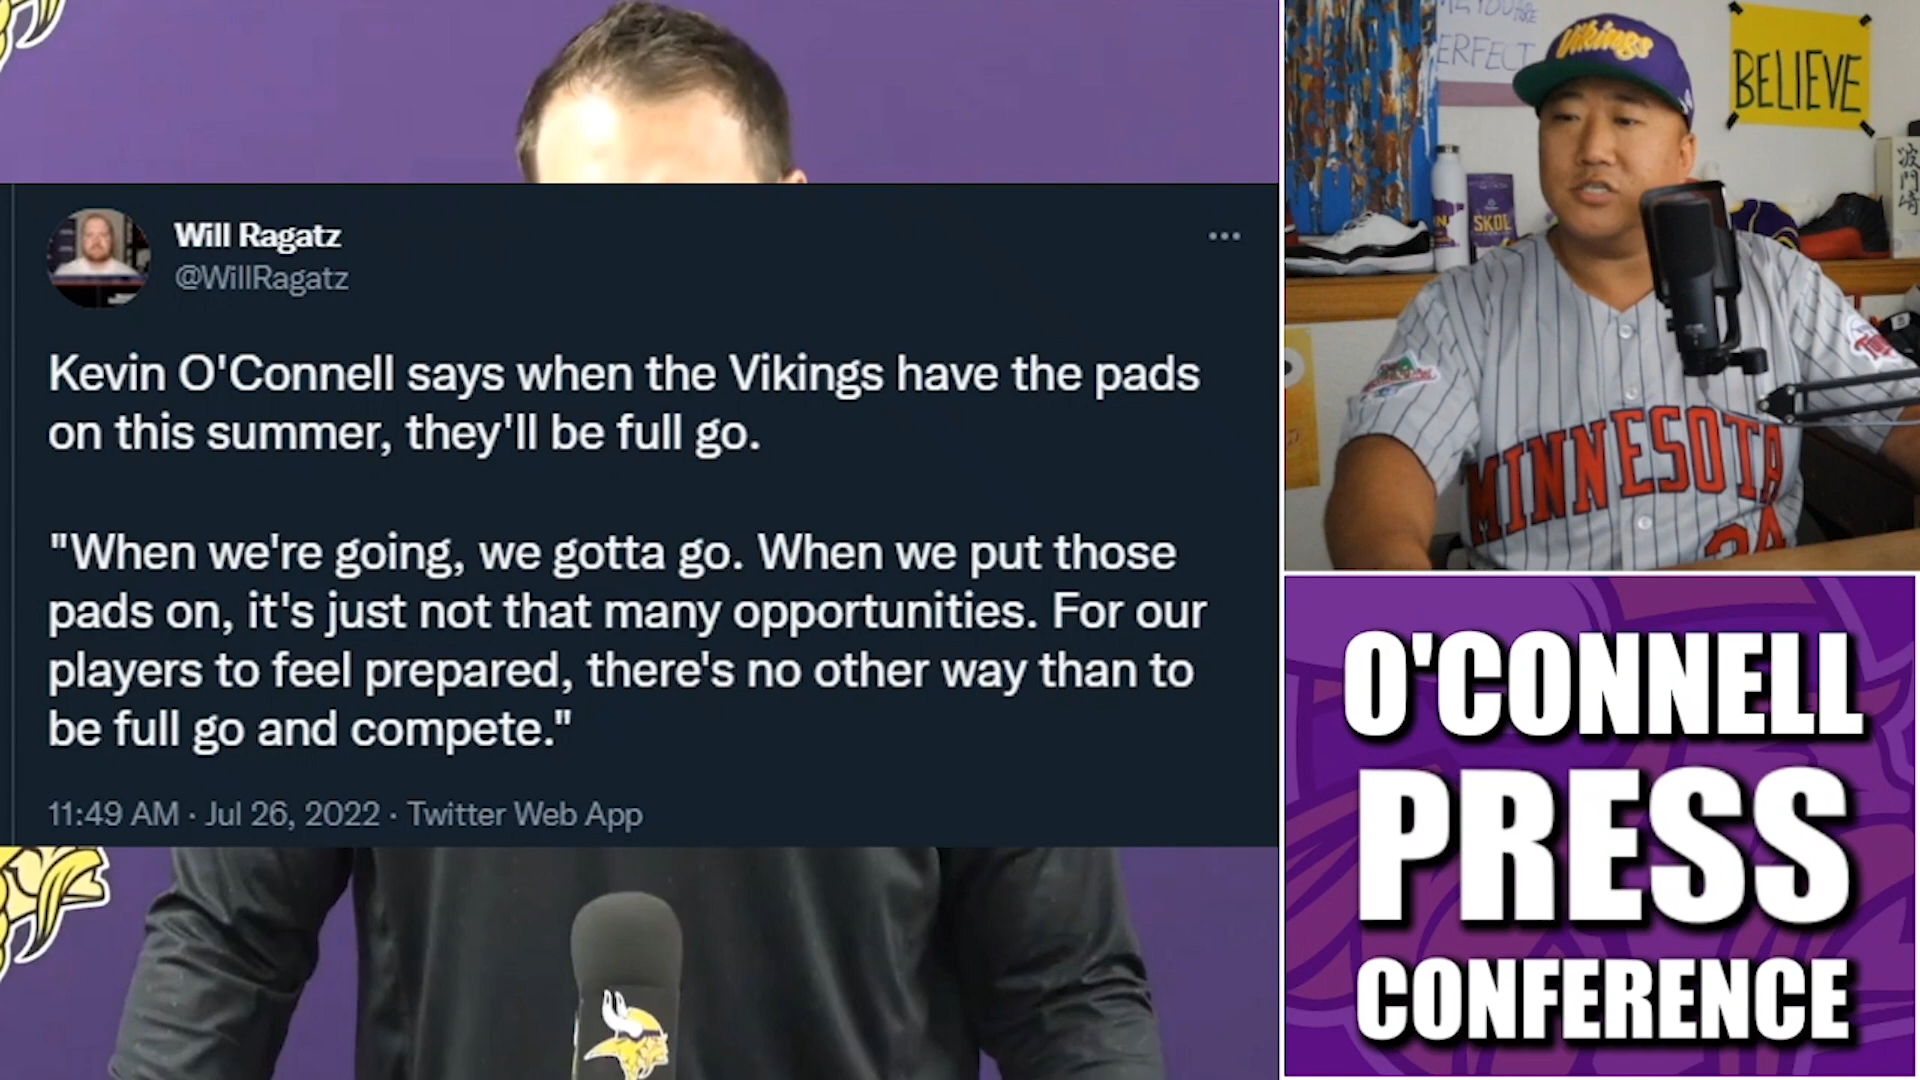 Will Ragatz
@WillRagatz
Kevin O'Connell says when the Vikings have the pads
on this summer, they'll be full go.
"When we're going, we gotta go. When we put those
pads on, it's just not that many opportunities. For our
players to feel prepared, there's no other way than to
be full go and compete."
11:49 AM · Jul 26, 2022 · Twitter Web App
Vikings
BELIEVE
SKOL
MINNESOTA
O'CONNELL
PRESS
CONFERENCE